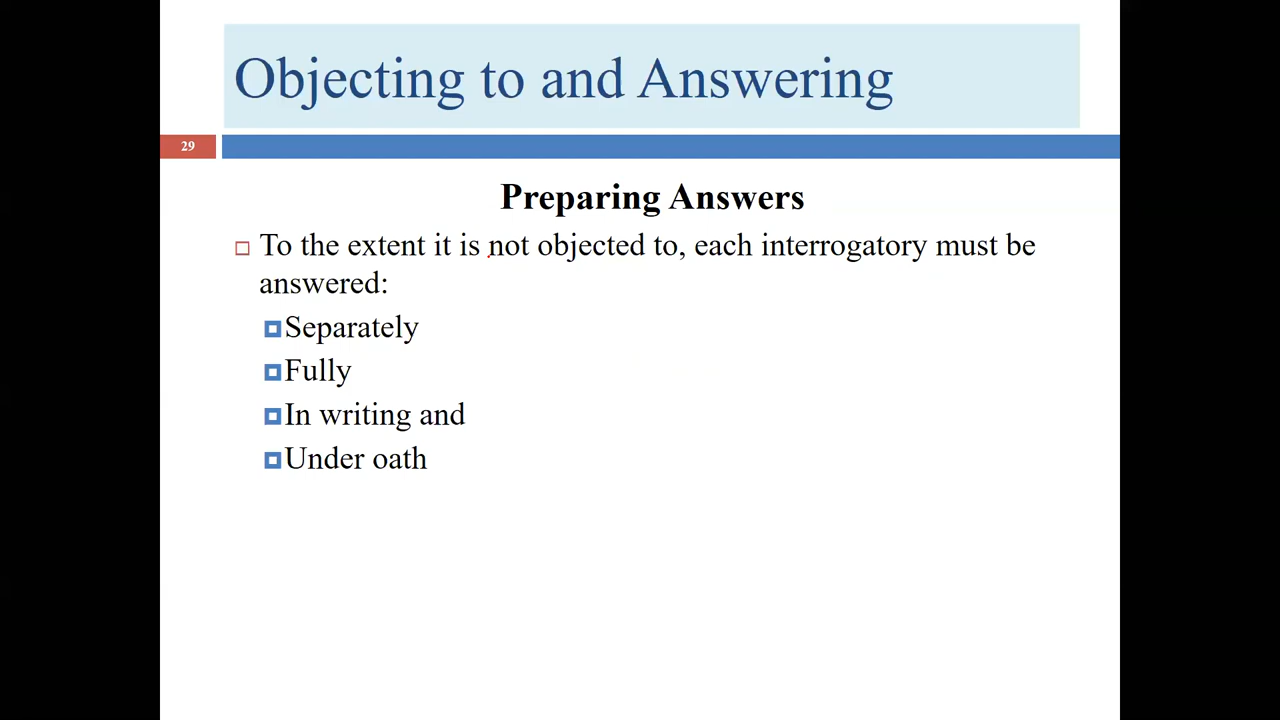 Objecting to and Answering
29
Preparing Answers
To the extent it is not objected to, each interrogatory must be
answered:
Separately
Fully
In writing and
Under oath